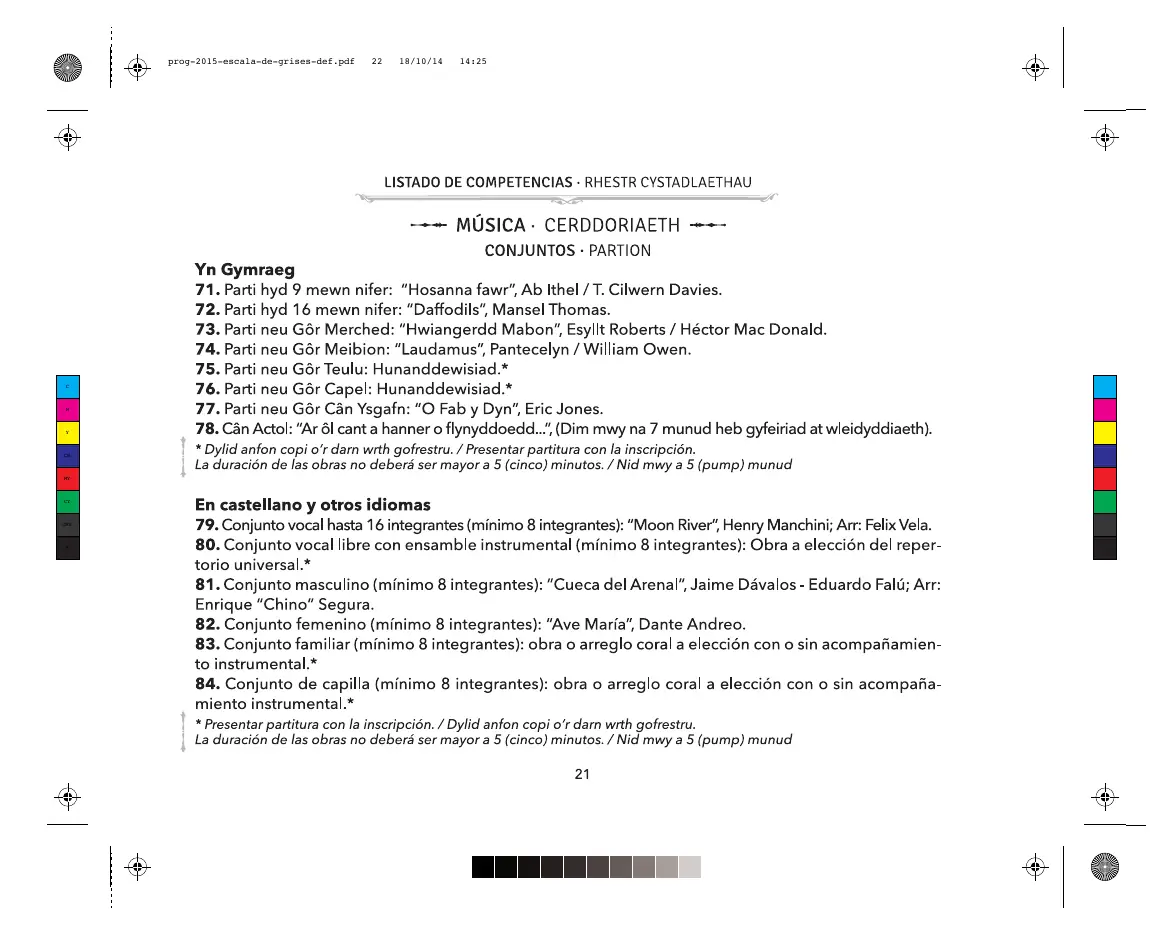 prog-2015-escala-de-grises-def.pdf 22 18/10/14 14:25
LISTADO DE COMPETENCIAS · RHESTR CYSTADLAETHAU
MÚSICA · CERDDORIAETH
CONJUNTOS · PARTION
Yn Gymraeg
71. Parti hyd 9 mewn nifer: “Hosanna fawr”, Ab Ithel / T. Cilwern Davies.
72. Parti hyd 16 mewn nifer: “Daffodils”, Mansel Thomas.
73. Parti neu Gôr Merched: “Hwiangerdd Mabon”, Esyllt Roberts / Héctor Mac Donald.
74. Parti neu Gôr Meibion: “Laudamus”, Pantecelyn / William Owen.
75. Parti neu Gôr Teulu: Hunanddewisiad.*
76. Parti neu Gôr Capel: Hunanddewisiad.*
77. Parti neu Gôr Cân Ysgafn: “O Fab y Dyn”, Eric Jones.
78. Cân Actol: “Ar ôl cant a hanner o flynyddoedd...”, (Dim mwy na 7 munud heb gyfeiriad at wleidyddiaeth).
* Dylid anfon copi o’r darn wrth gofrestru. / Presentar partitura con la inscripción.
La duración de las obras no deberá ser mayor a 5 (cinco) minutos. / Nid mwy a 5 (pump) munud
En castellano y otros idiomas
79. Conjunto vocal hasta 16 integrantes (mínimo 8 integrantes): “Moon River”, Henry Manchini; Arr: Felix Vela.
80. Conjunto vocal libre con ensamble instrumental (mínimo 8 integrantes): Obra a elección del reper-
torio universal.*
81. Conjunto masculino (mínimo 8 integrantes): “Cueca del Arenal”, Jaime Dávalos - Eduardo Falú; Arr:
Enrique “Chino” Segura.
82. Conjunto femenino (mínimo 8 integrantes): “Ave María”, Dante Andreo.
83. Conjunto familiar (mínimo 8 integrantes): obra o arreglo coral a elección con o sin acompañamien-
to instrumental.*
84. Conjunto de capilla (mínimo 8 integrantes): obra o arreglo coral a elección con o sin acompaña-
miento instrumental.*
* Presentar partitura con la inscripción. / Dylid anfon copi o’r darn wrth gofrestru.
La duración de las obras no deberá ser mayor a 5 (cinco) minutos. / Nid mwy a 5 (pump) munud
21